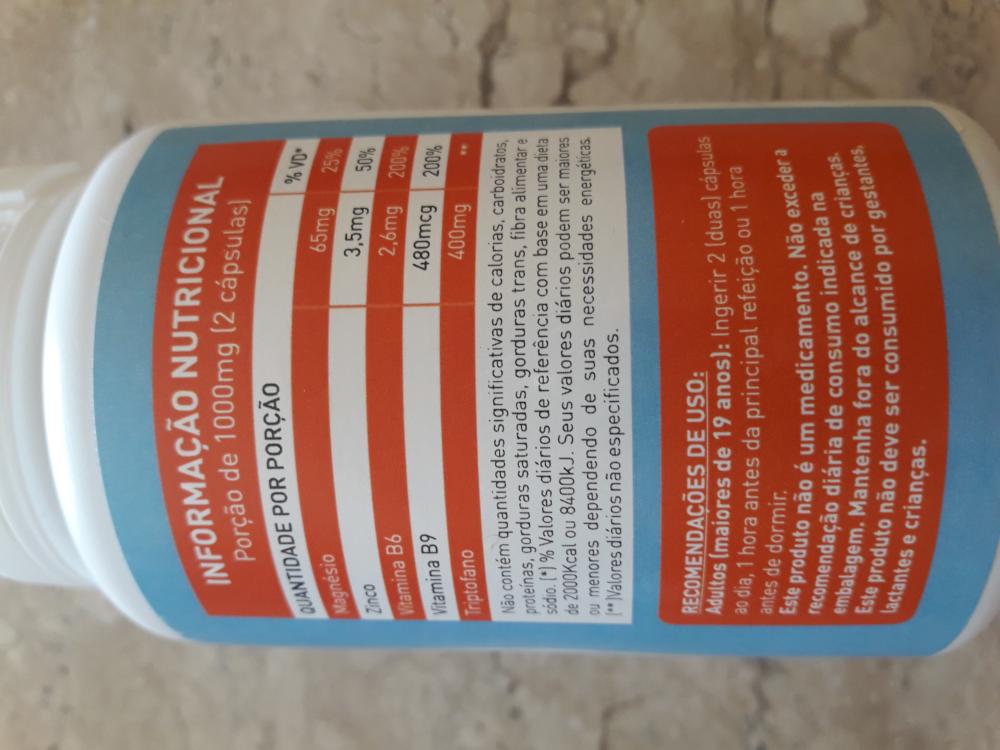 INFORMAÇÃO NUTRICIONAL
Porção de 1000mg (2 cápsulas)
QUANTIDADE POR PORÇÃO % VD*
Magnésio 65mg 25%
Zinco 3,5mg 50%
Vitamina B6 2,6mg 200%
Vitamina B9 480mcg 200%
Triptofano 400mg **
Não contém quantidades significativas de calorias, carboidratos,
proteínas, gorduras saturadas, gorduras trans, fibra alimentar e
sódio. (*) % Valores diários de referência com base em uma dieta
de 2000Kcal ou 8400kJ. Seus valores diários podem ser maiores
ou menores dependendo de suas necessidades energéticas.
(**)Valores diários não especificados.
RECOMENDAÇÕES DE USO:
Adultos (maiores de 19 anos): Ingerir 2 (duas) cápsulas
ao dia, 1 hora antes da principal refeição ou 1 hora
antes de dormir.
Este produto não é um medicamento. Não exceder a
recomendação diária de consumo indicada na
embalagem. Mantenha fora do alcance de crianças.
Este produto não deve ser consumido por gestantes,
lactantes e crianças.